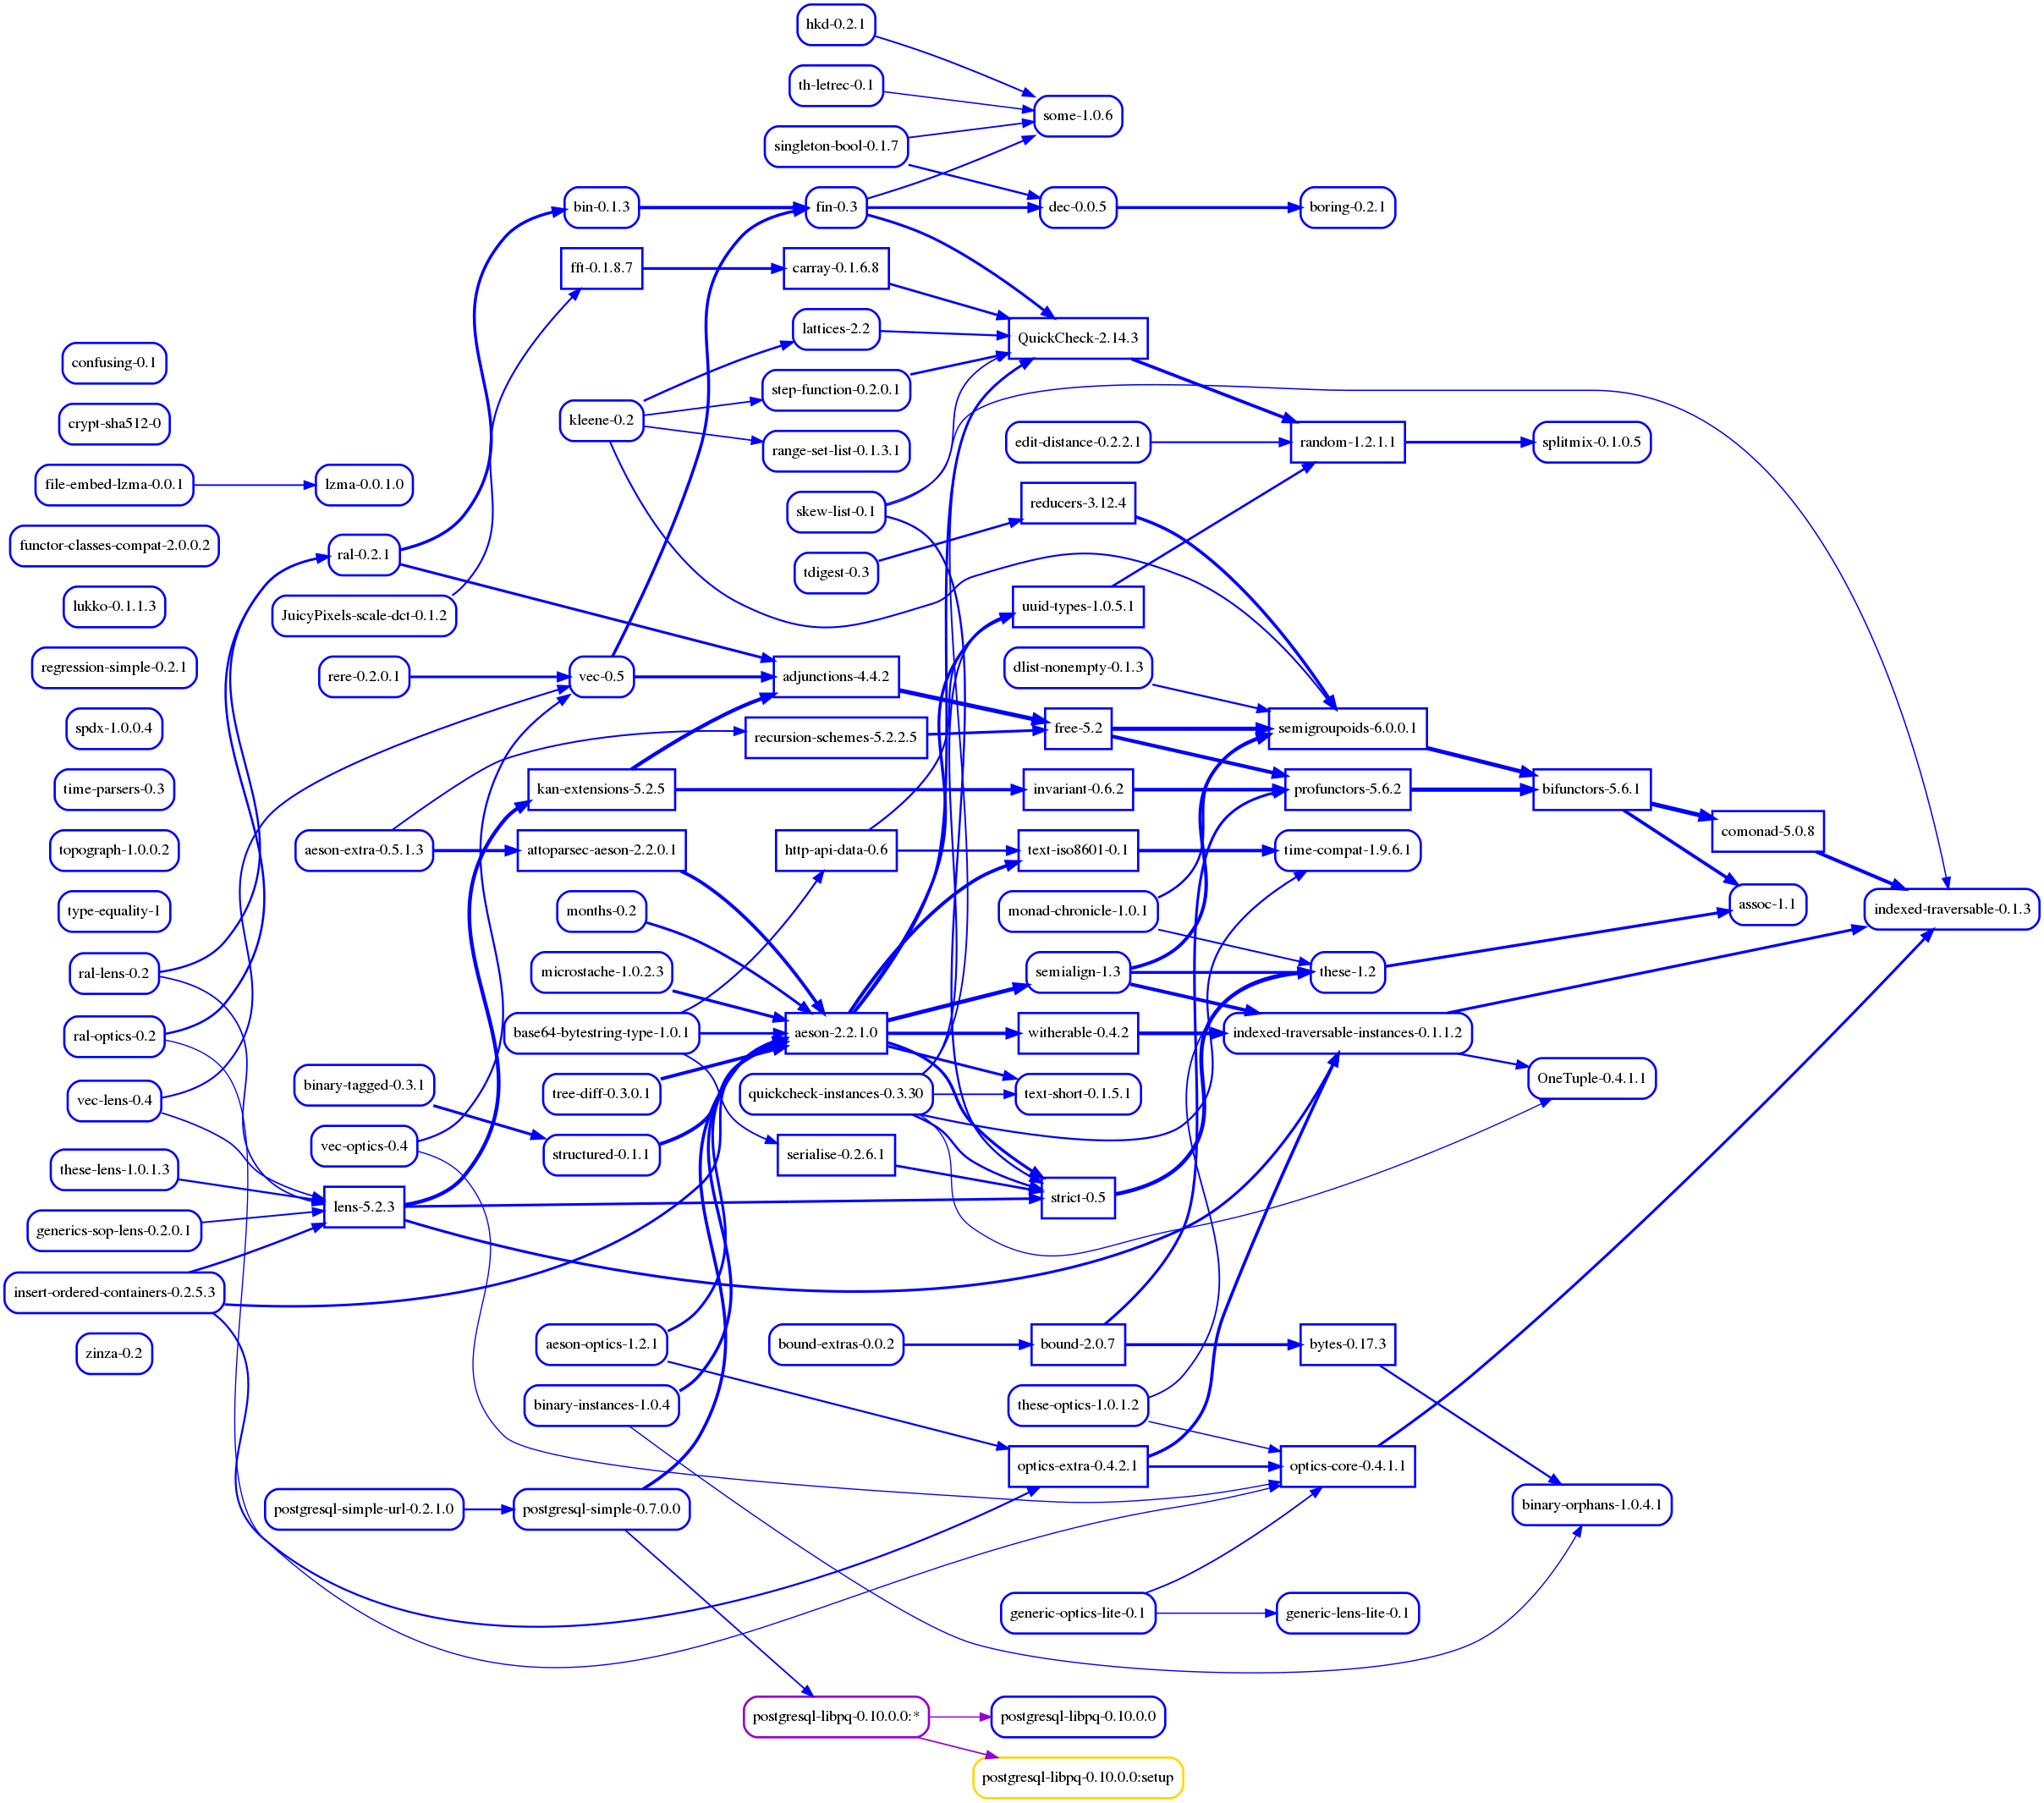 hkd-0.2.1
th-letrec-0.1
some-1.0.6
singleton-bool-0.1.7
bin-0.1.3
fin-0.3
dec-0.0.5
boring-0.2.1
fft-0.1.8.7
carray-0.1.6.8
lattices-2.2
QuickCheck-2.14.3
confusing-0.1
step-function-0.2.0.1
crypt-sha512-0
kleene-0.2
range-set-list-0.1.3.1
edit-distance-0.2.2.1
random-1.2.1.1
splitmix-0.1.0.5
file-embed-lzma-0.0.1
lzma-0.0.1.0
skew-list-0.1
reducers-3.12.4
functor-classes-compat-2.0.0.2
ral-0.2.1
tdigest-0.3
lukko-0.1.1.3
JuicyPixels-scale-dct-0.1.2
uuid-types-1.0.5.1
regression-simple-0.2.1
rere-0.2.0.1
vec-0.5
adjunctions-4.4.2
dlist-nonempty-0.1.3
spdx-1.0.0.4
recursion-schemes-5.2.2.5
free-5.2
semigroupoids-6.0.0.1
time-parsers-0.3
kan-extensions-5.2.5
invariant-0.6.2
profunctors-5.6.2
bifunctors-5.6.1
comonad-5.0.8
topograph-1.0.0.2
aeson-extra-0.5.1.3
attoparsec-aeson-2.2.0.1
http-api-data-0.6
text-iso8601-0.1
time-compat-1.9.6.1
type-equality-1
months-0.2
monad-chronicle-1.0.1
assoc-1.1
indexed-traversable-0.1.3
ral-lens-0.2
microstache-1.0.2.3
semialign-1.3
these-1.2
ral-optics-0.2
base64-bytestring-type-1.0.1
aeson-2.2.1.0
witherable-0.4.2
indexed-traversable-instances-0.1.1.2
OneTuple-0.4.1.1
binary-tagged-0.3.1
vec-lens-0.4
tree-diff-0.3.0.1
quickcheck-instances-0.3.30
text-short-0.1.5.1
vec-optics-0.4
structured-0.1.1
serialise-0.2.6.1
these-lens-1.0.1.3
lens-5.2.3
strict-0.5
generics-sop-lens-0.2.0.1
insert-ordered-containers-0.2.5.3
zinza-0.2
aeson-optics-1.2.1
bound-extras-0.0.2
bound-2.0.7
bytes-0.17.3
binary-instances-1.0.4
these-optics-1.0.1.2
optics-extra-0.4.2.1
optics-core-0.4.1.1
postgresql-simple-url-0.2.1.0
postgresql-simple-0.7.0.0
binary-orphans-1.0.4.1
generic-optics-lite-0.1
generic-lens-lite-0.1
postgresql-libpq-0.10.0.0:*
postgresql-libpq-0.10.0.0
postgresql-libpq-0.10.0.0:setup